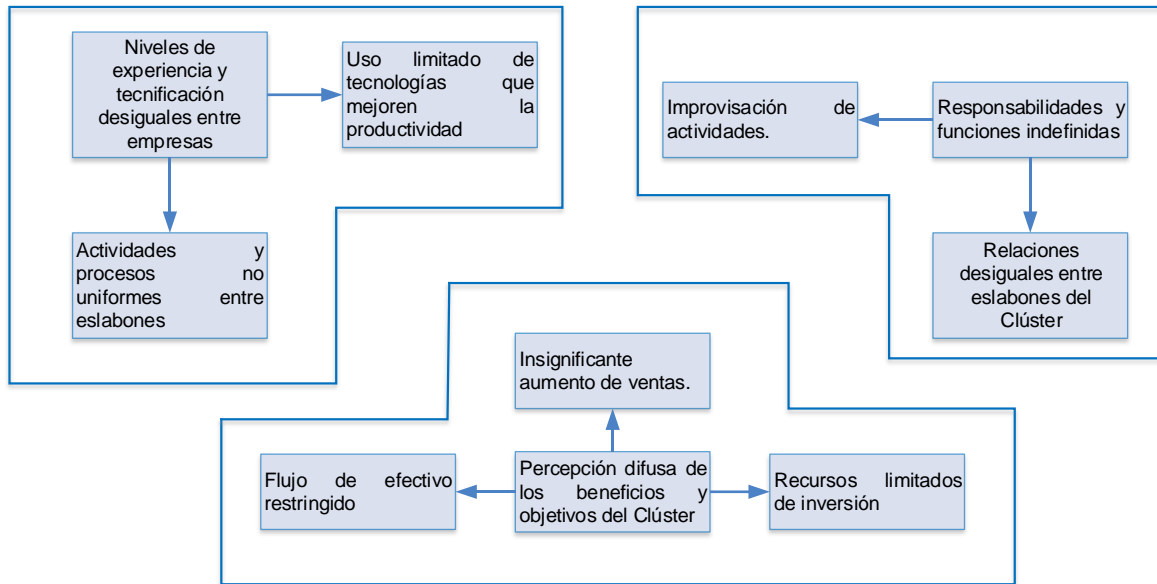 Niveles de
experiencia y
tecnificación
desiguales entre
empresas
Uso limitado de
tecnologías que
mejoren la
productividad
Actividades y
procesos no
uniformes entre
eslabones
Improvisación de
actividades.
Responsabilidades y
funciones indefinidas
Relaciones
desiguales entre
eslabones del
Clúster
Insignificante
aumento de ventas.
Flujo de efectivo
restringido
Percepción difusa de
los beneficios y
objetivos del Clúster
Recursos limitados
de inversión